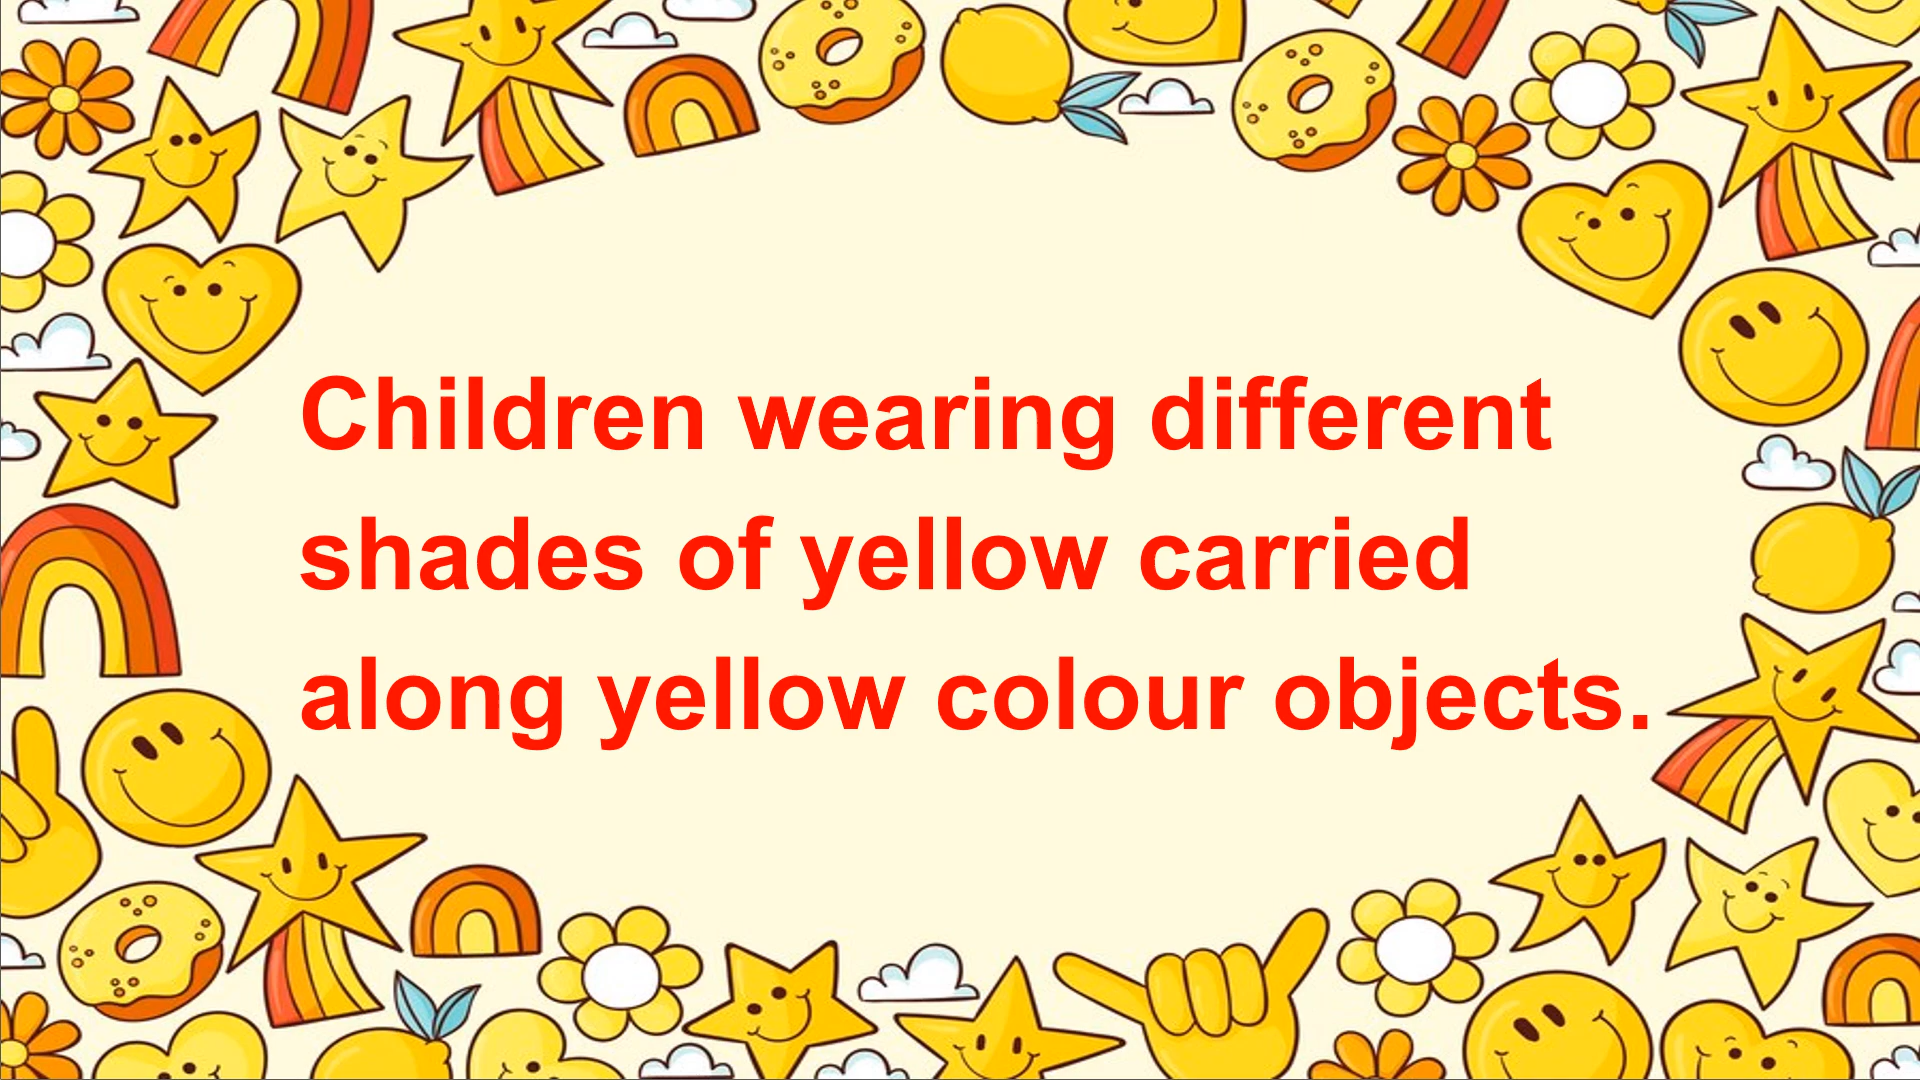 Children wearing different
shades of yellow carried
along yellow colour objects.